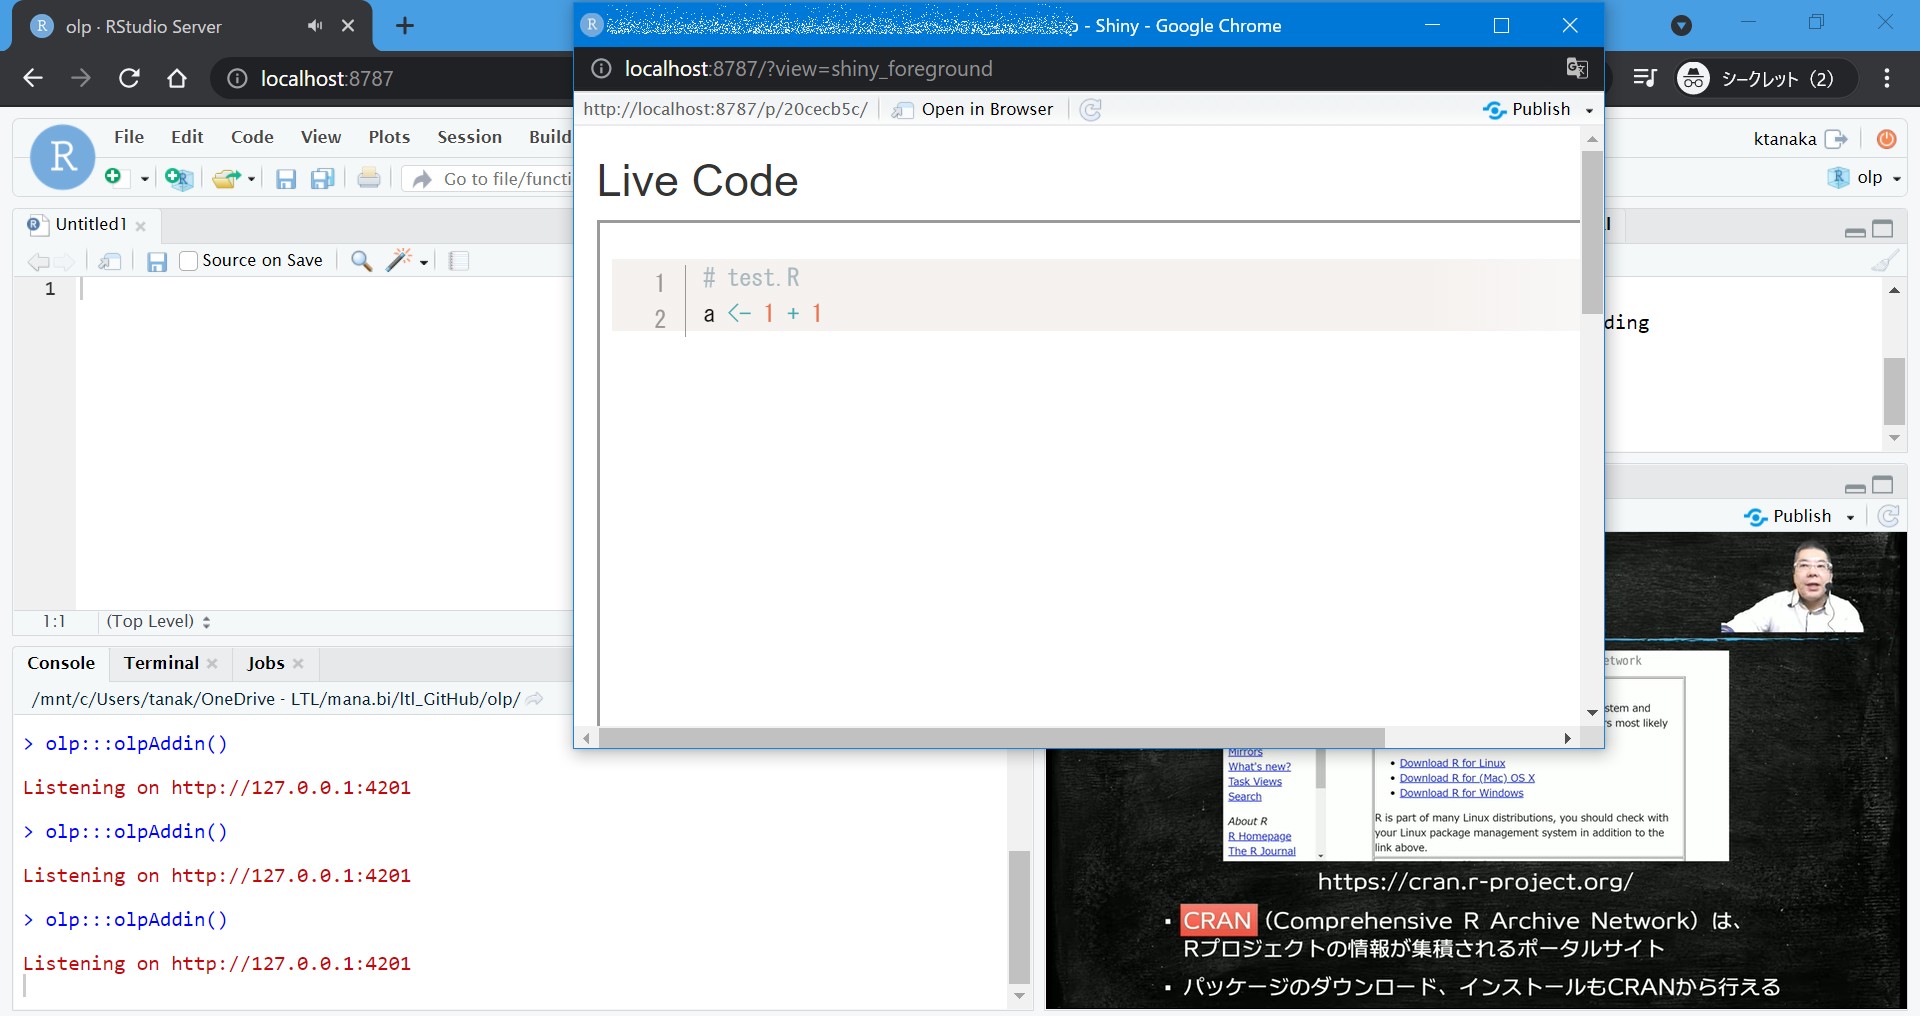 olp · RStudio Server
- Shiny - Google Chrome
localhost:8787
localhost:8787/?view=shiny_foreground
シークレット (2)
http://localhost:8787/p/20cecb5c/
Open in Browser
Publish
File Edit Code View Plots Session Build
ktanaka
Go to file/functi
olp
Live Code
Untitled1
Source on Save
1
1 # test.R
2 a <- 1 + 1
ding
1:1 (Top Level)
Publish
Console Terminal Jobs
/mnt/c/Users/tanak/OneDrive - LTL/mana.bi/ltl_GitHub/olp/
> olp:::olpAddin()
Listening on http://127.0.0.1:4201
> olp:::olpAddin()
Listening on http://127.0.0.1:4201
> olp:::olpAddin()
Listening on http://127.0.0.1:4201
etwork
stem and
s most likely
Mirrors
What's new?
Task Views
Search
About R
R Homepage
The R Journal
• Download R for Linux
• Download R for (Mac) OS X
• Download R for Windows
R is part of many Linux distributions, you should check with
your Linux package management system in addition to the
link above.
https://cran.r-project.org/
▪ CRAN (Comprehensive R Archive Network) は、
Rプロジェクトの情報が集積されるポータルサイト
▪ パッケージのダウンロード、インストールもCRANから行える